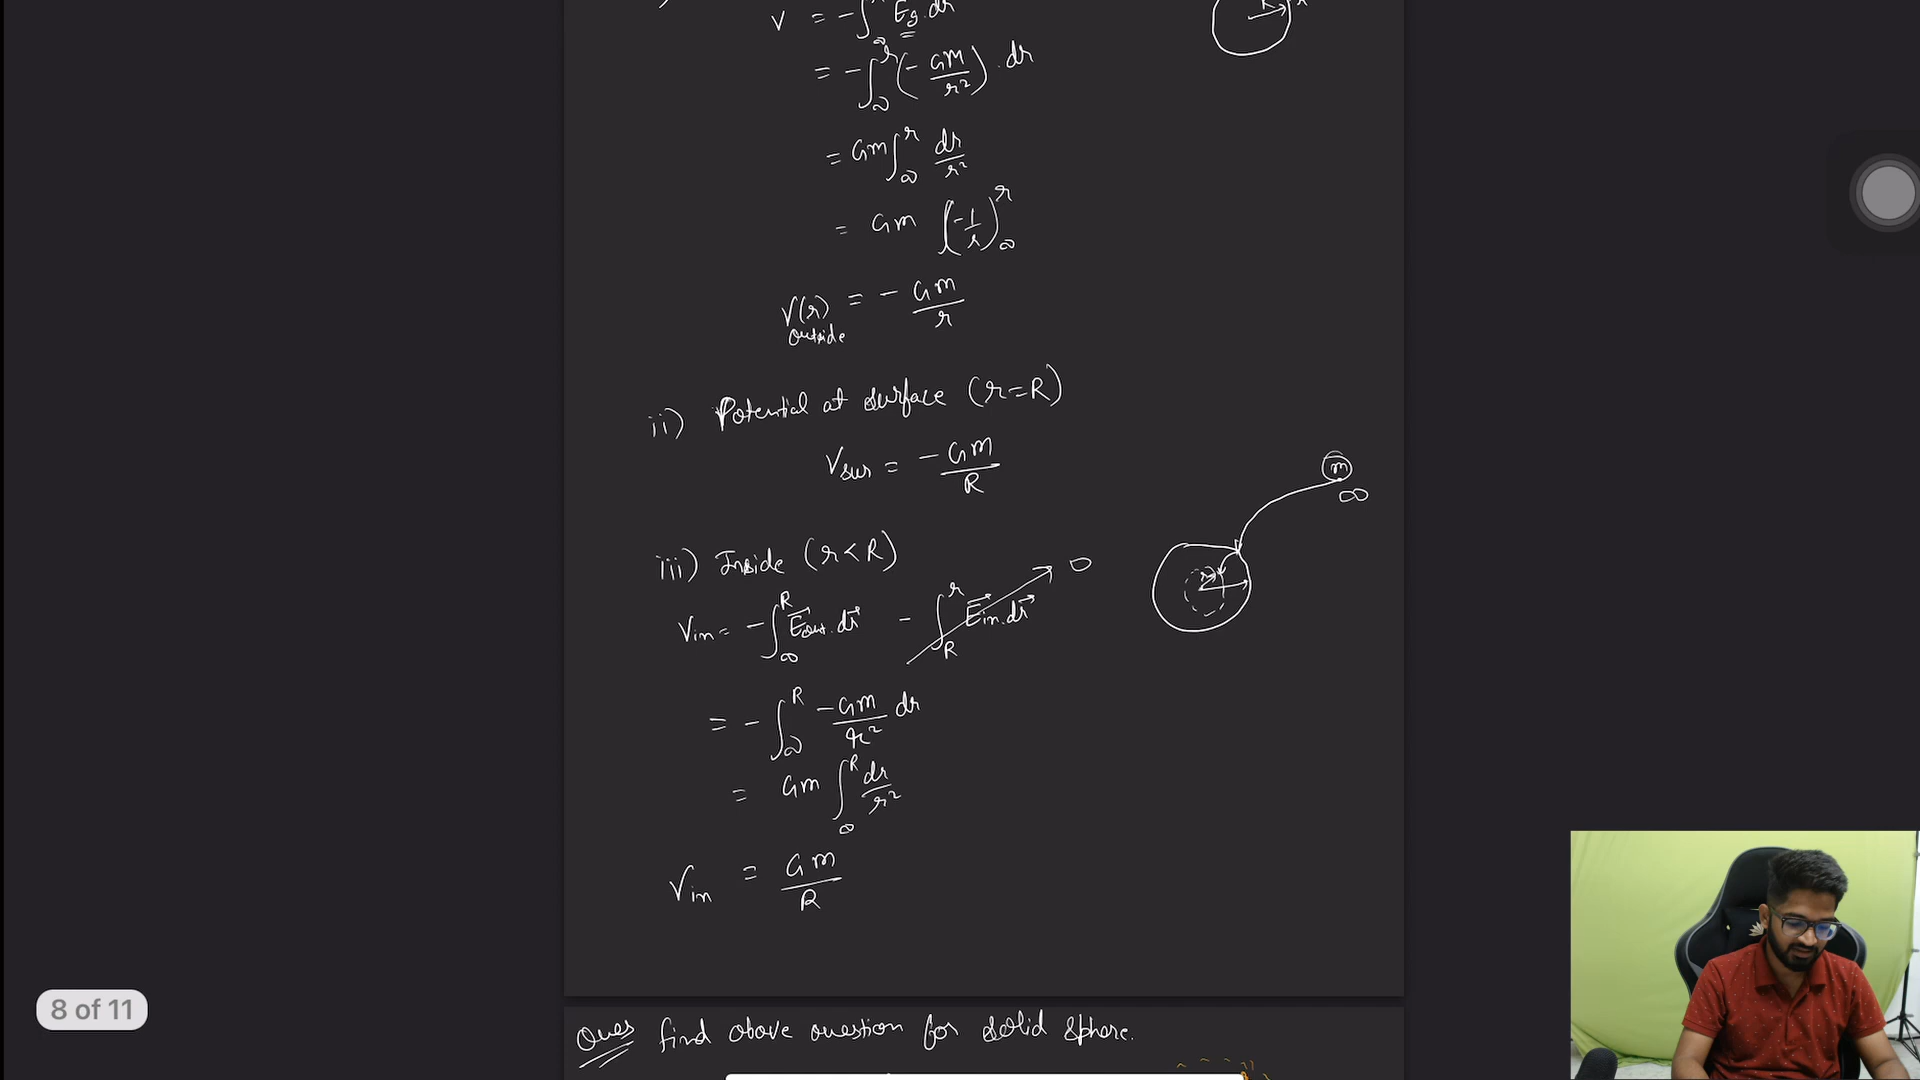 V = -∫_∞^r E_g.dr
R
= -∫_∞^r (-GM/r²).dr
= GM∫_∞^r dr/r²
= GM (-1/r)_∞^r
V(r) = - GM/r
outside
ii) Potential at surface (r=R)
V_sur = -GM/R
m
∞
iii) Inside (r<R)
r
V_in = -∫_∞^R E⃗_out.dr⃗ - ∫_R^r E⃗_in.dr⃗ 0
= -∫_∞^R -GM/r² dr
= GM ∫_∞^R dr/r²
V_in = GM/R
8 of 11
Ques find above question for solid sphere.